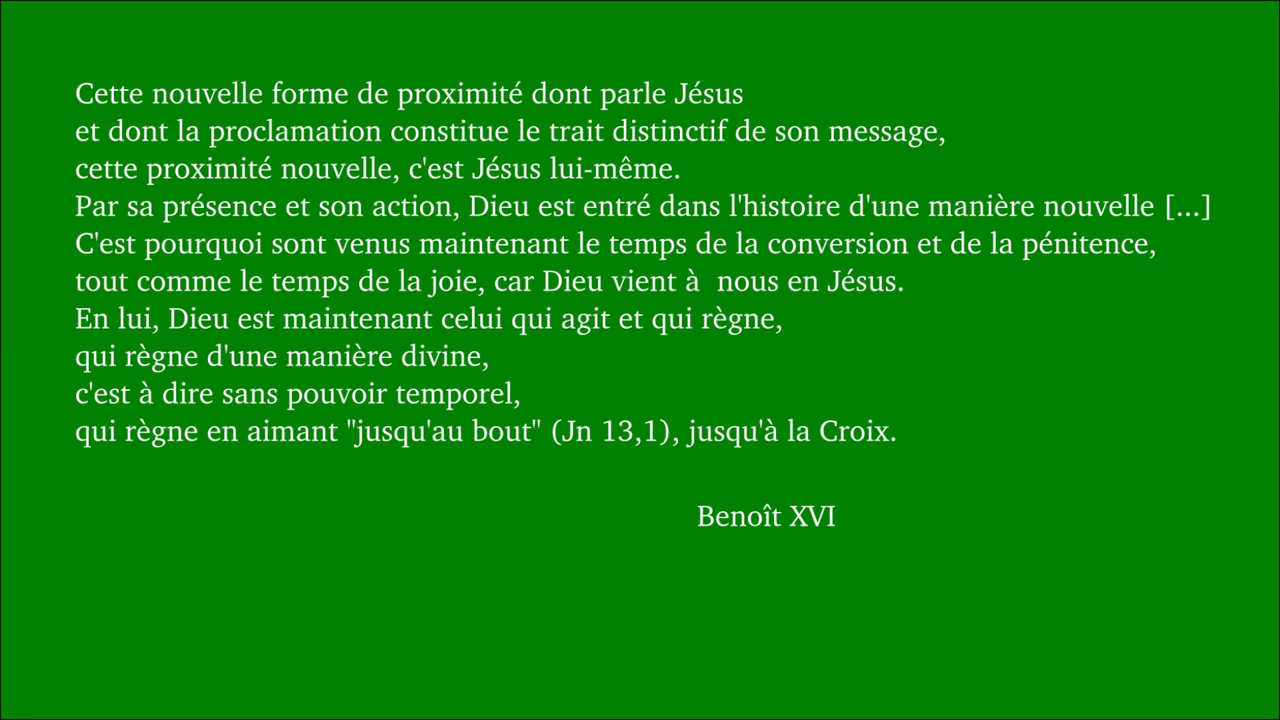 Cette nouvelle forme de proximité dont parle Jésus
et dont la proclamation constitue le trait distinctif de son message,
cette proximité nouvelle, c'est Jésus lui-même.
Par sa présence et son action, Dieu est entré dans l'histoire d'une manière nouvelle [...]
C'est pourquoi sont venus maintenant le temps de la conversion et de la pénitence,
tout comme le temps de la joie, car Dieu vient à  nous en Jésus.
En lui, Dieu est maintenant celui qui agit et qui règne,
qui règne d'une manière divine,
c'est à dire sans pouvoir temporel,
qui règne en aimant "jusqu'au bout" (Jn 13,1), jusqu'à la Croix.
Benoît XVI